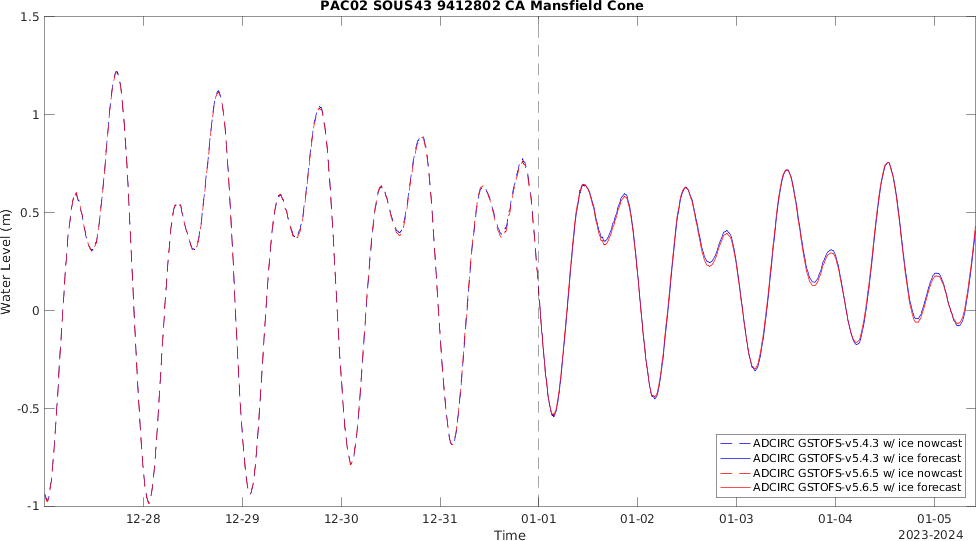 PAC02 SOUS43 9412802 CA Mansfield Cone
1.5
1
0.5
0
-0.5
-1
Water Level (m)
12-28
12-29
12-30
12-31
01-01
01-02
01-03
01-04
01-05
Time
2023-2024
ADCIRC GSTOFS-v5.4.3 w/ ice nowcast
ADCIRC GSTOFS-v5.4.3 w/ ice forecast
ADCIRC GSTOFS-v5.6.5 w/ ice nowcast
ADCIRC GSTOFS-v5.6.5 w/ ice forecast